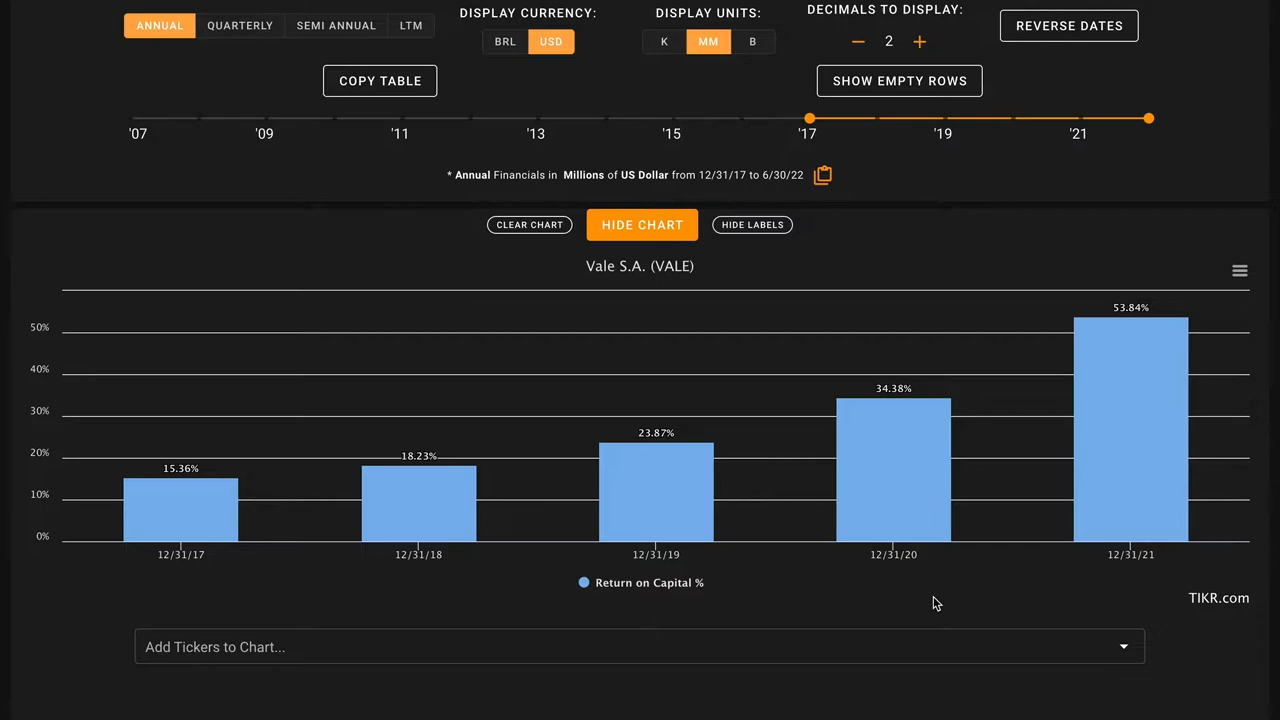 ANNUAL QUARTERLY SEMI ANNUAL LTM
DISPLAY CURRENCY:
BRL USD
DISPLAY UNITS:
K MM B
DECIMALS TO DISPLAY:
2
REVERSE DATES
COPY TABLE
SHOW EMPTY ROWS
'07 '09 '11 '13 '15 '17 '19 '21
* Annual Financials in Millions of US Dollar from 12/31/17 to 6/30/22
CLEAR CHART HIDE CHART HIDE LABELS
Vale S.A. (VALE)
50%
40%
30%
20%
10%
0%
15.36%
18.23%
23.87%
34.38%
53.84%
12/31/17 12/31/18 12/31/19 12/31/20 12/31/21
Return on Capital %
TIKR.com
Add Tickers to Chart...